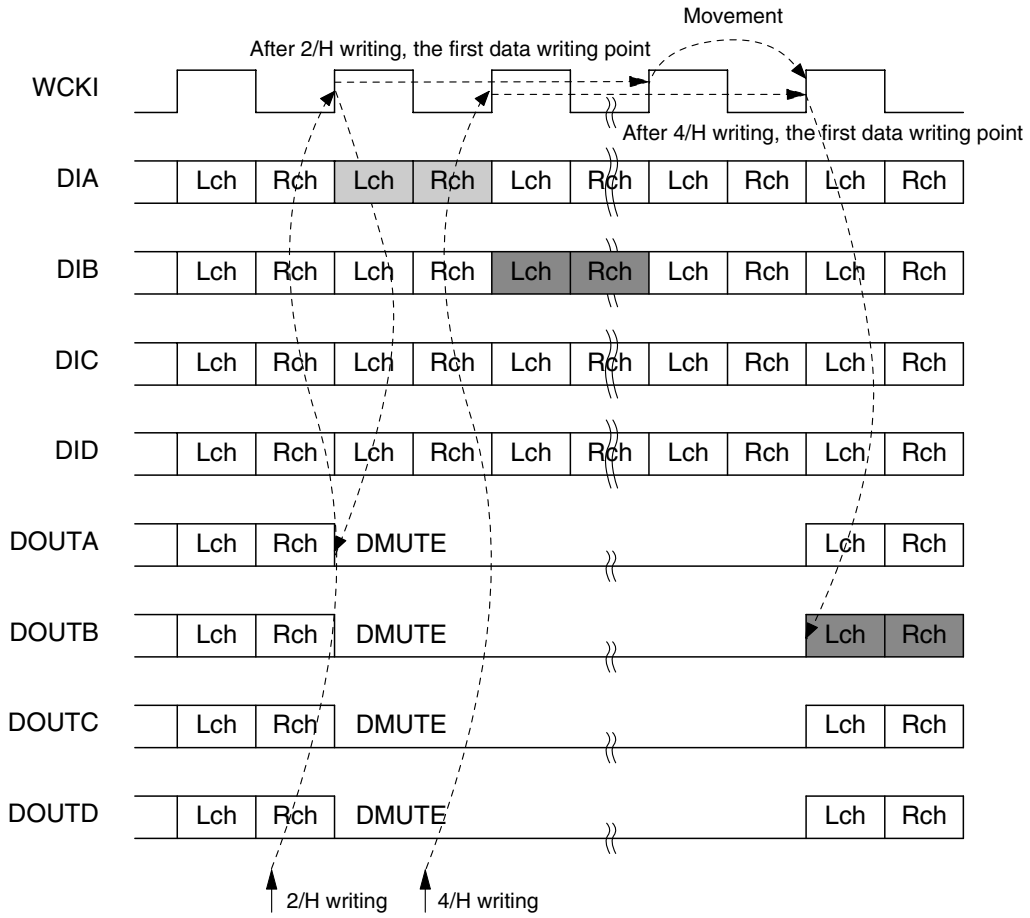 Movement
After 2/H writing, the first data writing point
WCKI
After 4/H writing, the first data writing point
DIA Lch Rch Lch Rch Lch Rch Lch Rch Lch Rch
DIB Lch Rch Lch Rch Lch Rch Lch Rch Lch Rch
DIC Lch Rch Lch Rch Lch Rch Lch Rch Lch Rch
DID Lch Rch Lch Rch Lch Rch Lch Rch Lch Rch
DOUTA Lch Rch DMUTE Lch Rch
DOUTB Lch Rch DMUTE Lch Rch
DOUTC Lch Rch DMUTE Lch Rch
DOUTD Lch Rch DMUTE Lch Rch
2/H writing 4/H writing